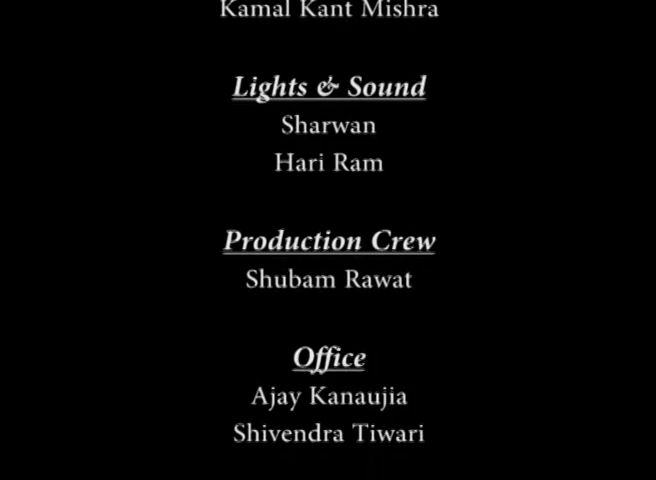 Kamal Kant Mishra
Lights & Sound
Sharwan
Hari Ram
Production Crew
Shubam Rawat
Office
Ajay Kanaujia
Shivendra Tiwari